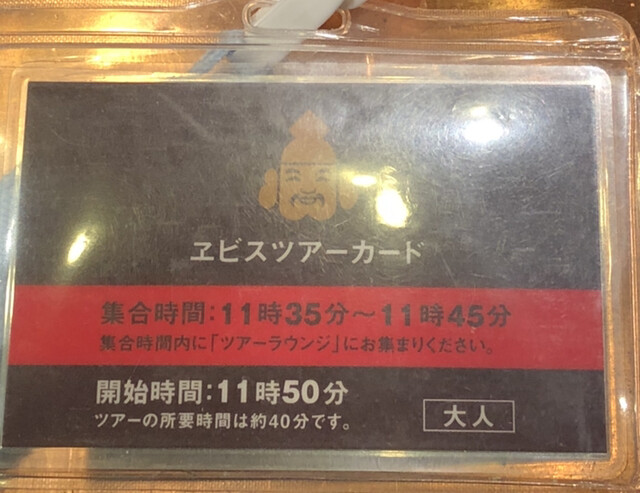 ヱビスツアーカード
集合時間：11時35分～11時45分
集合時間内に「ツアーラウンジ」にお集まりください。
開始時間：11時50分
ツアーの所要時間は約40分です。
大人